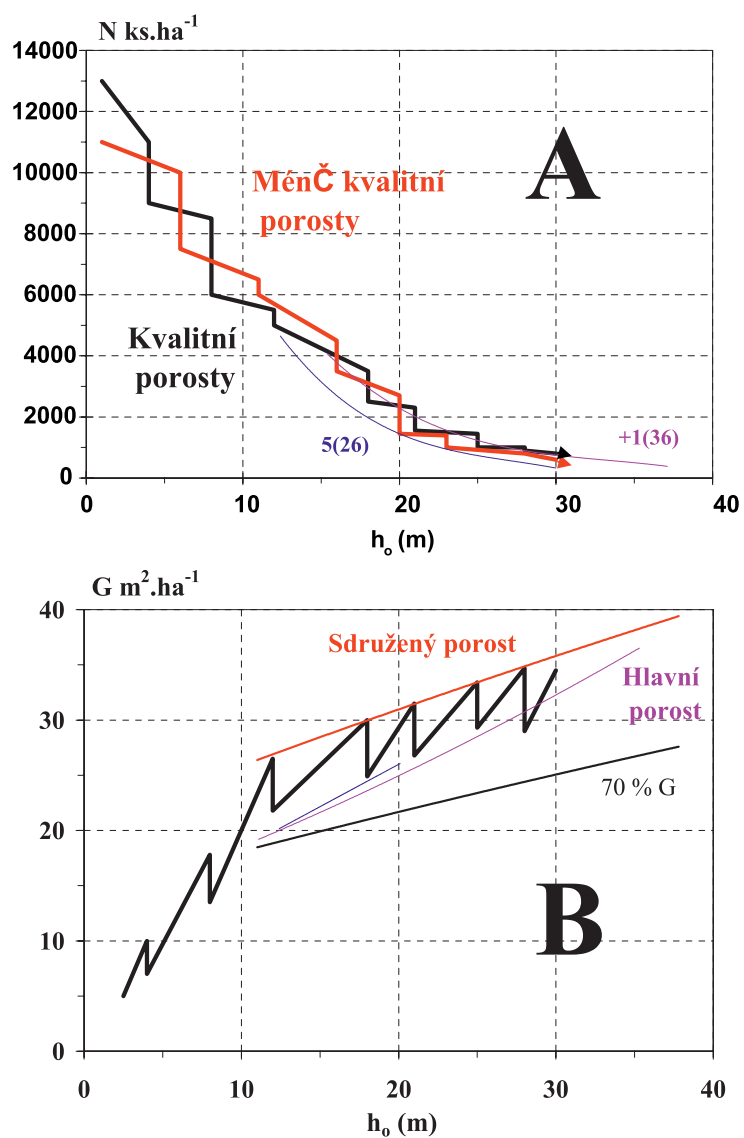 N ks.ha-1
14000
12000
10000
8000
6000
4000
2000
0
A
MénČ kvalitní
porosty
Kvalitní
porosty
5(26)
+1(36)
0
10
20
30
40
ho (m)
G m2.ha-1
40
30
20
10
0
Sdružený porost
Hlavní
porost
70 % G
B
0
10
20
30
40
ho (m)